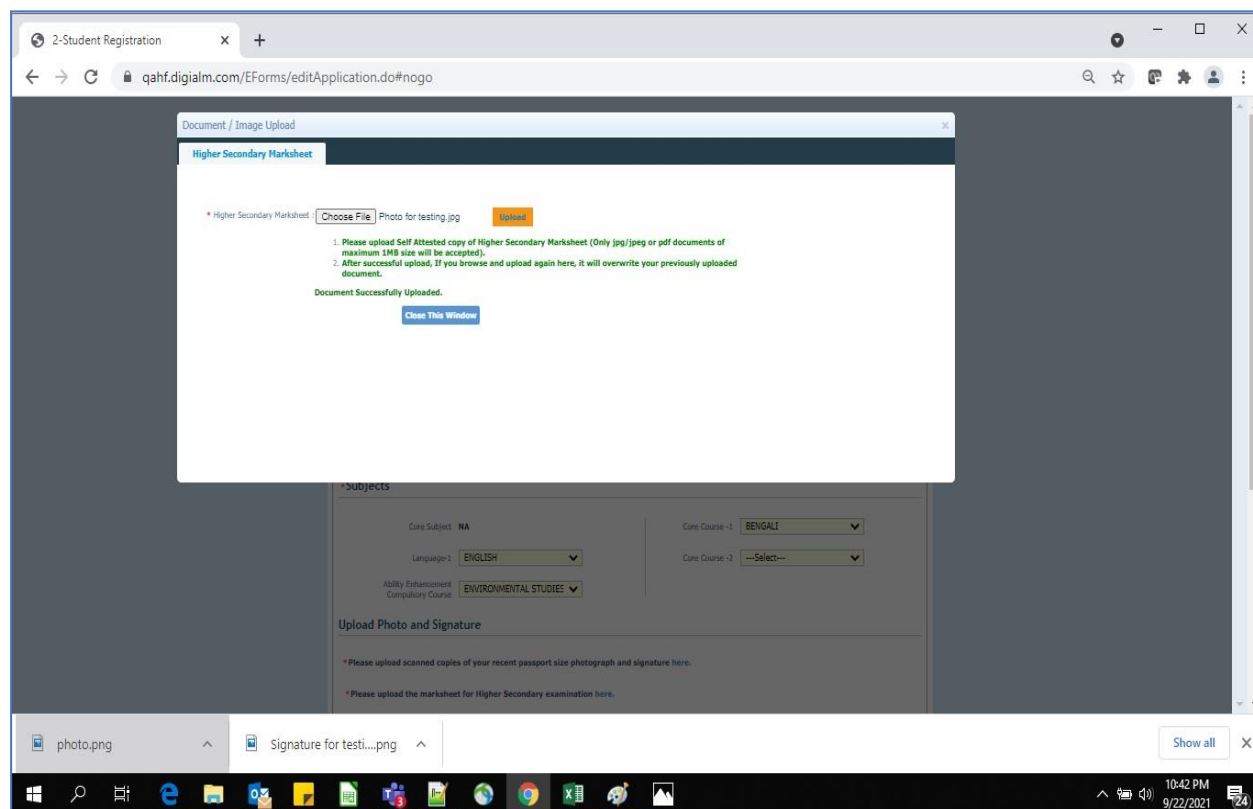 2-Student Registration
qahf.digialm.com/EForms/editApplication.do#nogo
Document / Image Upload
Higher Secondary Marksheet
* Higher Secondary Marksheet : Choose File Photo for testing.jpg Upload
1. Please upload Self Attested copy of Higher Secondary Marksheet (Only jpg/jpeg or pdf documents of
maximum 1MB size will be accepted).
2. After successful upload, If you browse and upload again here, it will overwrite your previously uploaded
document.
Document Successfully Uploaded.
Close This Window
*Subjects
Core Subject NA Core Course -1 BENGALI
Language-1 ENGLISH Core Course -2 ---Select---
Ability Enhancement
Compulsory Course ENVIRONMENTAL STUDIES
Upload Photo and Signature
*Please upload scanned copies of your recent passport size photograph and signature here.
*Please upload the marksheet for Higher Secondary examination here.
photo.png Signature for testi....png Show all
10:42 PM
9/22/2021
24